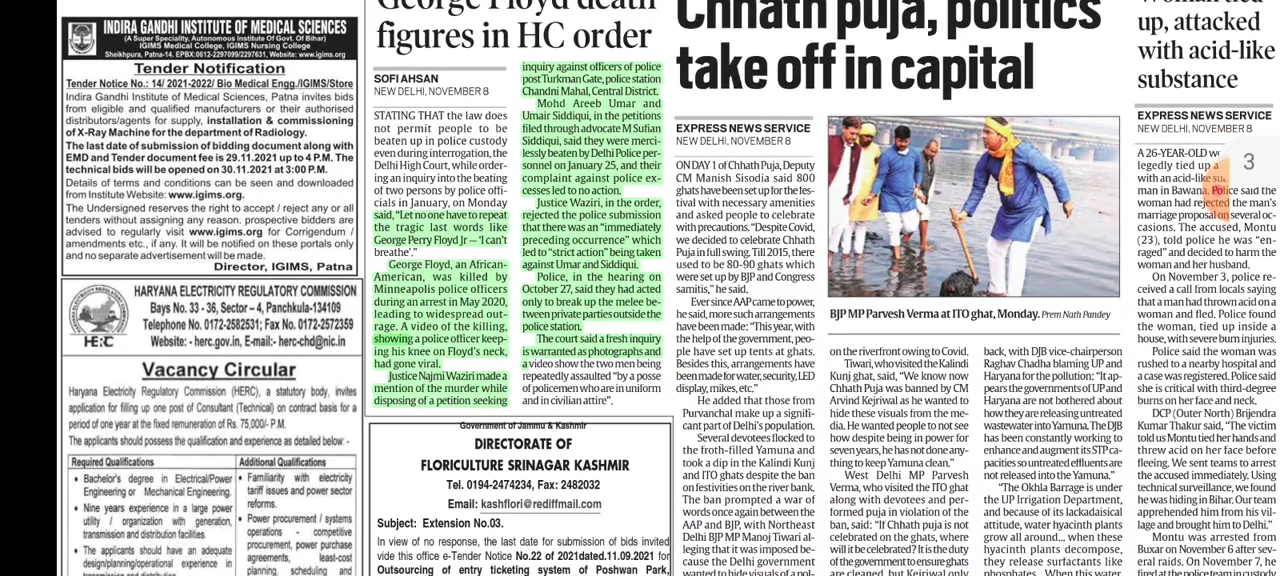 INDIRA GANDHI INSTITUTE OF MEDICAL SCIENCES
(A Super Speciality, Autonomous Institute Govt. Of Bihar)
IGIMS Medical College, IGIMS Nursing College
Sheikhpura, Patna-14, EPBX:0612-2297099/2297631, Website: www.igims.org
Tender Notification
Tender Notice No.: 14/ 2021-2022/ Bio Medical Engg./IGIMS/Store
Indira Gandhi Institute of Medical Sciences, Patna invites bids
from eligible and qualified manufacturers or their authorised
distributors/agents for supply, installation & commissioning
of X-Ray Machine for the department of Radiology.
The last date of submission of bidding document along with
EMD and Tender document fee is 29.11.2021 up to 4 P.M. The
technical bids will be opened on 30.11.2021 at 3:00 P.M.
Details of terms and conditions can be seen and downloaded
from Institute Website: www.igims.org.
The Undersigned reserves the right to accept / reject any or all
tenders without assigning any reason. prospective bidders are
advised to regularly visit www.igims.org for Corrigendum /
amendments etc., if any. It will be notified on these portals only
and no separate advertisement will be made.
Director, IGIMS, Patna
HARYANA ELECTRICITY REGULATORY COMMISSION
Bays No. 33 - 36, Sector – 4, Panchkula-134109
Telephone No. 0172-2582531; Fax No. 0172-2572359
Website: - herc.gov.in, E-mail:- herc-chd@nic.in
HERC
Vacancy Circular
Haryana Electricity Regulatory Commission (HERC), a statutory body, invites
application for filling up one post of Consultant (Technical) on contract basis for a
period of one year at the fixed remuneration of Rs. 75,000/- P.M.
The applicants should possess the qualification and experience as detailed below: -
Required Qualifications
• Bachelor's degree in Electrical/Power
Engineering or Mechanical Engineering.
• Nine years experience in a large power
utility / organization with generation,
transmission and distribution facilities.
• The applicants should have an adequate
design/planning/operational experience in
Additional Qualifications
• Familiarity with electricity
tariff issues and power sector
reforms.
• Power procurement / systems
operations - competitive
procurement, power purchase
agreements, least-cost
planning, scheduling and
George Floyd death
figures in HC order
SOFI AHSAN
NEW DELHI, NOVEMBER 8
STATING THAT the law does
not permit people to be
beaten up in police custody
even during interrogation, the
Delhi High Court, while order-
ing an inquiry into the beating
of two persons by police offi-
cials in January, on Monday
said, "Let no one have to repeat
the tragic last words like
George Perry Floyd Jr — 'I can't
breathe'."
George Floyd, an African-
American, was killed by
Minneapolis police officers
during an arrest in May 2020,
leading to widespread out-
rage. A video of the killing,
showing a police officer keep-
ing his knee on Floyd's neck,
had gone viral.
Justice Najmi Waziri made a
mention of the murder while
disposing of a petition seeking
inquiry against officers of police
post Turkman Gate, police station
Chandni Mahal, Central District.
Mohd Areeb Umar and
Umair Siddiqui, in the petitions
filed through advocate M Sufian
Siddiqui, said they were merci-
lessly beaten by Delhi Police per-
sonnel on January 25, and their
complaint against police ex-
cesses led to no action.
Justice Waziri, in the order,
rejected the police submission
that there was an "immediately
preceding occurrence" which
led to "strict action" being taken
against Umar and Siddiqui.
Police, in the hearing on
October 27, said they had acted
only to break up the melee be-
tween private parties outside the
police station.
The court said a fresh inquiry
is warranted as photographs and
a video show the two men being
repeatedly assaulted "by a posse
of policemen who are in uniform
and in civilian attire".
Government of Jammu & Kashmir
DIRECTORATE OF
FLORICULTURE SRINAGAR KASHMIR
Tel. 0194-2474234, Fax: 2482032
Email: kashflori@rediffmail.com
Subject: Extension No.03.
In view of no response, the last date for submission of bids invited
vide this office e-Tender Notice No.22 of 2021dated.11.09.2021 for
Outsourcing of entry ticketing system of Poshwan Park,
Chhath puja, politics
take off in capital
EXPRESS NEWS SERVICE
NEW DELHI, NOVEMBER 8
ON DAY 1 of Chhath Puja, Deputy
CM Manish Sisodia said 800
ghats have been set up for the fes-
tival with necessary amenities
and asked people to celebrate
with precautions. "Despite Covid,
we decided to celebrate Chhath
Puja in full swing. Till 2015, there
used to be 80-90 ghats which
were set up by BJP and Congress
samitis," he said.
Ever since AAP came to power,
he said, more such arrangements
have been made: "This year, with
the help of the government, peo-
ple have set up tents at ghats.
Besides this, arrangements have
been made for water, security, LED
display, mikes, etc."
He added that those from
Purvanchal make up a signifi-
cant part of Delhi's population.
Several devotees flocked to
the froth-filled Yamuna and
took a dip in the Kalindi Kunj
and ITO ghats despite the ban
on festivities on the river bank.
The ban prompted a war of
words once again between the
AAP and BJP, with Northeast
Delhi BJP MP Manoj Tiwari al-
leging that it was imposed be-
cause the Delhi government
wanted to hide visuals of a pol-
BJP MP Parvesh Verma at ITO ghat, Monday. Prem Nath Pandey
on the riverfront owing to Covid.
Tiwari, who visited the Kalindi
Kunj ghat, said, "We know now
Chhath Puja was banned by CM
Arvind Kejriwal as he wanted to
hide these visuals from the me-
dia. He wanted people to not see
how despite being in power for
seven years, he has not done any-
thing to keep Yamuna clean."
West Delhi MP Parvesh
Verma, who visited the ITO ghat
along with devotees and per-
formed puja in violation of the
ban, said: "If Chhath puja is not
celebrated on the ghats, where
will it be celebrated? It is the duty
of the government to ensure ghats
are cleaned, but Kejriwal only
back, with DJB vice-chairperson
Raghav Chadha blaming UP and
Haryana for the pollution: "It ap-
pears the governments of UP and
Haryana are not bothered about
how they are releasing untreated
wastewater into Yamuna. The DJB
has been constantly working to
enhance and augment its STP ca-
pacities so untreated effluents are
not released into the Yamuna."
"The Okhla Barrage is under
the UP Irrigation Department,
and because of its lackadaisical
attitude, water hyacinth plants
grow all around... when these
hyacinth plants decompose,
they release surfactants like
phosphates. When this water
Woman tied
up, attacked
with acid-like
substance
EXPRESS NEWS SERVICE
NEW DELHI, NOVEMBER 8
A 26-YEAR-OLD
legedly tied up a
with an acid-like
man in Bawana. Police said the
woman had rejected the man's
marriage proposal on several oc-
casions. The accused, Montu
(23), told police he was "en-
raged" and decided to harm the
woman and her husband.
On November 3, police re-
ceived a call from locals saying
that a man had thrown acid on a
woman and fled. Police found
the woman, tied up inside a
house, with severe burn injuries.
Police said the woman was
rushed to a nearby hospital and
a case was registered. Police said
she is critical with third-degree
burns on her face and neck.
DCP (Outer North) Brijendra
Kumar Thakur said, "The victim
told us Montu tied her hands and
threw acid on her face before
fleeing. We sent teams to arrest
the accused immediately. Using
technical surveillance, we found
he was hiding in Bihar. Our team
apprehended him from his vil-
lage and brought him to Delhi."
Montu was arrested from
Buxar on November 6 after sev-
eral raids. On November 7, he
fired at the police team in custody
3